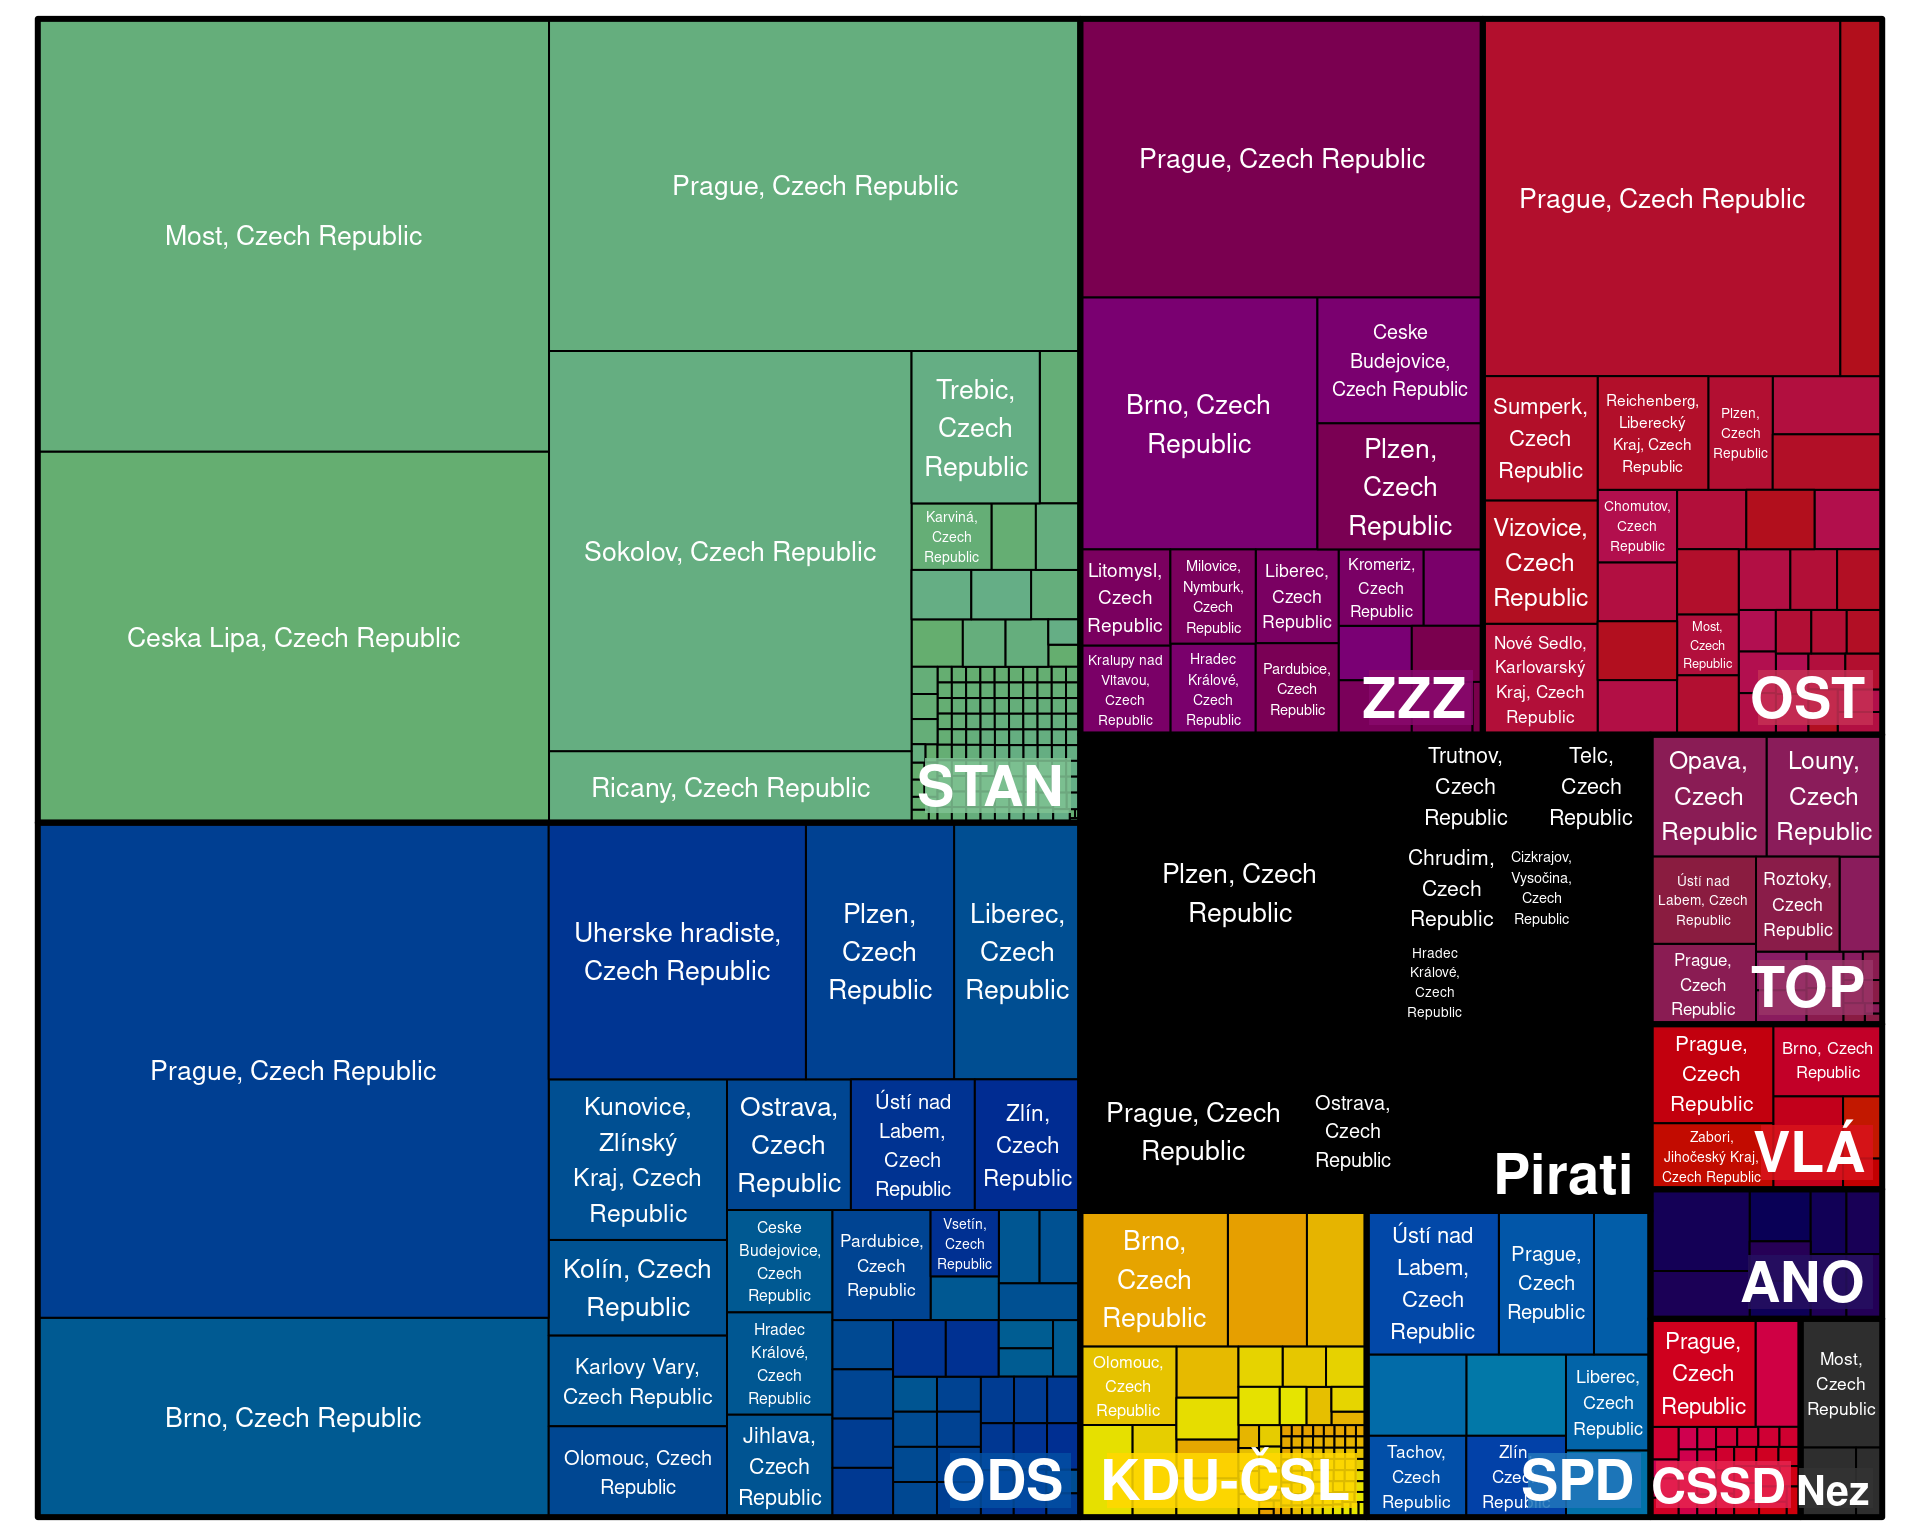 Most, Czech Republic
Prague, Czech Republic
Ceska Lipa, Czech Republic
Sokolov, Czech Republic
Trebic,
Czech
Republic
Karviná,
Czech
Republic
Ricany, Czech Republic
STAN
Prague, Czech Republic
Brno, Czech
Republic
Ceske
Budejovice,
Czech Republic
Plzen,
Czech
Republic
Litomysl,
Czech
Republic
Milovice,
Nymburk,
Czech
Republic
Liberec,
Czech
Republic
Kromeriz,
Czech
Republic
Kralupy nad
Vltavou,
Czech
Republic
Hradec
Králové,
Czech
Republic
Pardubice,
Czech
Republic
ZZZ
Prague, Czech Republic
Sumperk,
Czech
Republic
Reichenberg,
Liberecký
Kraj, Czech
Republic
Plzen,
Czech
Republic
Vizovice,
Czech
Republic
Chomutov,
Czech
Republic
Nové Sedlo,
Karlovarský
Kraj, Czech
Republic
Most,
Czech
Republic
OST
Prague, Czech Republic
Brno, Czech Republic
Uherske hradiste,
Czech Republic
Plzen,
Czech
Republic
Liberec,
Czech
Republic
Kunovice,
Zlínský
Kraj, Czech
Republic
Ostrava,
Czech
Republic
Ústí nad
Labem,
Czech
Republic
Zlín,
Czech
Republic
Kolín, Czech
Republic
Karlovy Vary,
Czech Republic
Olomouc, Czech
Republic
Ceske
Budejovice,
Czech
Republic
Pardubice,
Czech
Republic
Vsetín,
Czech
Republic
Hradec
Králové,
Czech
Republic
Jihlava,
Czech
Republic
ODS
Plzen, Czech
Republic
Trutnov,
Czech
Republic
Telc,
Czech
Republic
Chrudim,
Czech
Republic
Cizkrajov,
Vysočina,
Czech
Republic
Hradec
Králové,
Czech
Republic
Prague, Czech
Republic
Ostrava,
Czech
Republic
Pirati
Opava,
Czech
Republic
Louny,
Czech
Republic
Ústí nad
Labem, Czech
Republic
Roztoky,
Czech
Republic
Prague,
Czech
Republic
TOP
Prague,
Czech
Republic
Brno, Czech
Republic
Zabori,
Jihočeský Kraj,
Czech Republic
VLÁ
ANO
Brno,
Czech
Republic
Olomouc,
Czech
Republic
KDU-ČSL
Ústí nad
Labem,
Czech
Republic
Prague,
Czech
Republic
Liberec,
Czech
Republic
Tachov,
Czech
Republic
Zlín
Czech
Republic
SPD
Prague,
Czech
Republic
CSSD
Most,
Czech
Republic
Nez